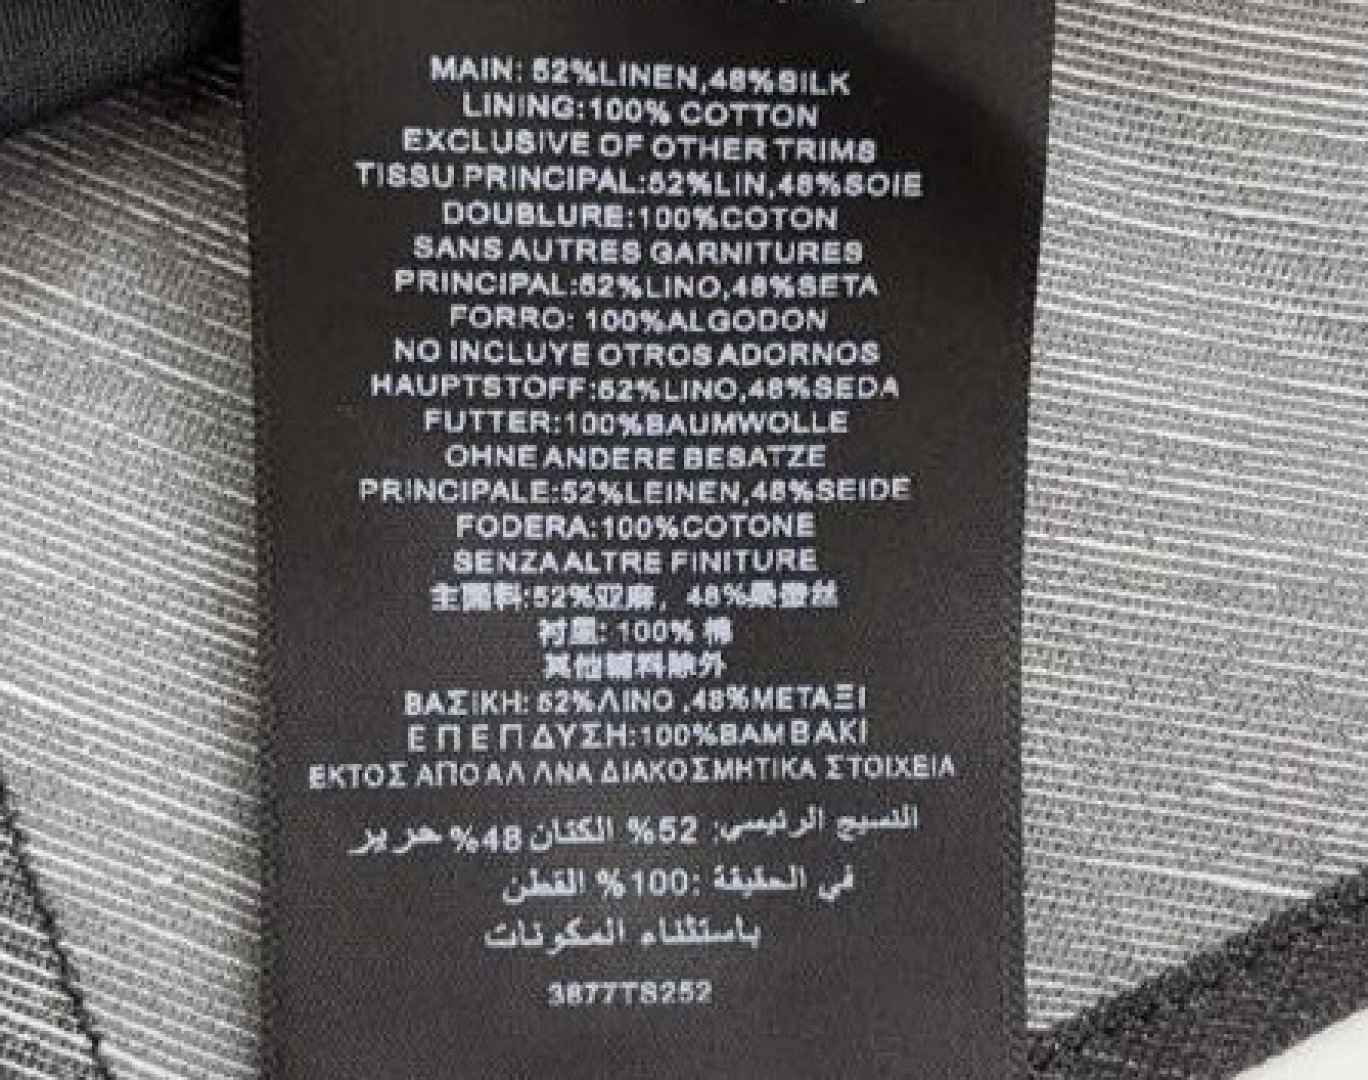 MAIN: 52%LINEN,48%SILK
LINING:100% COTTON
EXCLUSIVE OF OTHER TRIMS
TISSU PRINCIPAL:52%LIN,48%SOIE
DOUBLURE:100%COTON
SANS AUTRES GARNITURES
PRINCIPAL:52%LINO,48%SETA
FORRO: 100%ALGODON
NO INCLUYE OTROS ADORNOS
HAUPTSTOFF:52%LINO,48%SEDA
FUTTER:100%BAUMWOLLE
OHNE ANDERE BESATZE
PRINCIPALE:52%LEINEN,48%SEIDE
FODERA:100%COTONE
SENZA ALTRE FINITURE
主面料:52%亚麻, 48%桑蚕丝
衬里: 100% 棉
其他辅料除外
ΒΑΣΙΚΗ: 52%ΛΙΝΟ ,48%ΜΕΤΑΞΙ
Ε Π Ε Π ΔΥΣΗ:100%ΒΑΜ ΒΑΚΙ
ΕΚΤΟΣ ΑΠΟ ΑΛ ΛΝΑ ΔΙΑΚΟΣΜΗΤΙΚΑ ΣΤΟΙΧΕΙΑ
النسيج الرئيسي: 52% الكتان 48% حرير
في الحقيقة :100% القطن
باستثناء المكونات
3877TS252